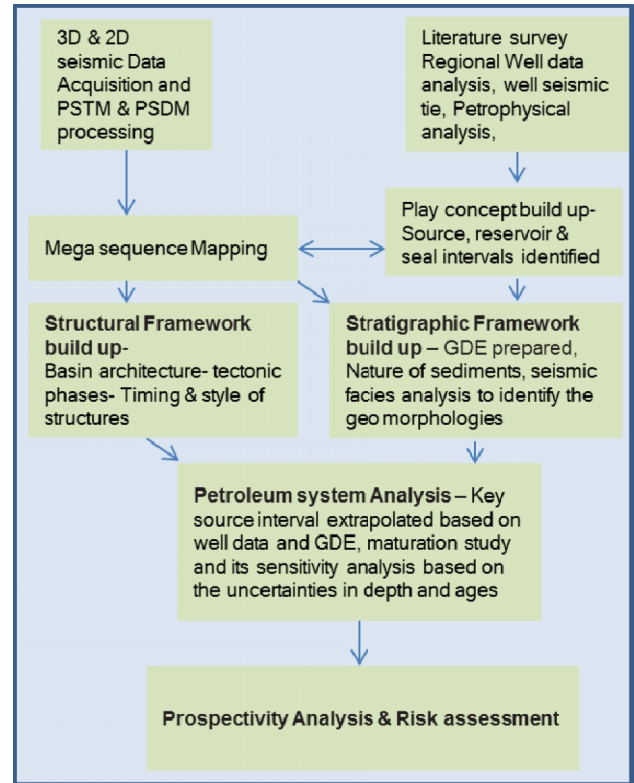 3D & 2D
seismic Data
Acquisition and
PSTM & PSDM
processing
Literature survey
Regional Well data
analysis, well seismic
tie, Petrophysical
analysis,
Mega sequence Mapping
Play concept build up-
Source, reservoir &
seal intervals identified
Structural Framework
build up-
Basin architecture- tectonic
phases- Timing & style of
structures
Stratigraphic Framework
build up – GDE prepared,
Nature of sediments, seismic
facies analysis to identify the
geo morphologies
Petroleum system Analysis – Key
source interval extrapolated based on
well data and GDE, maturation study
and its sensitivity analysis based on
the uncertainties in depth and ages
Prospectivity Analysis & Risk assessment